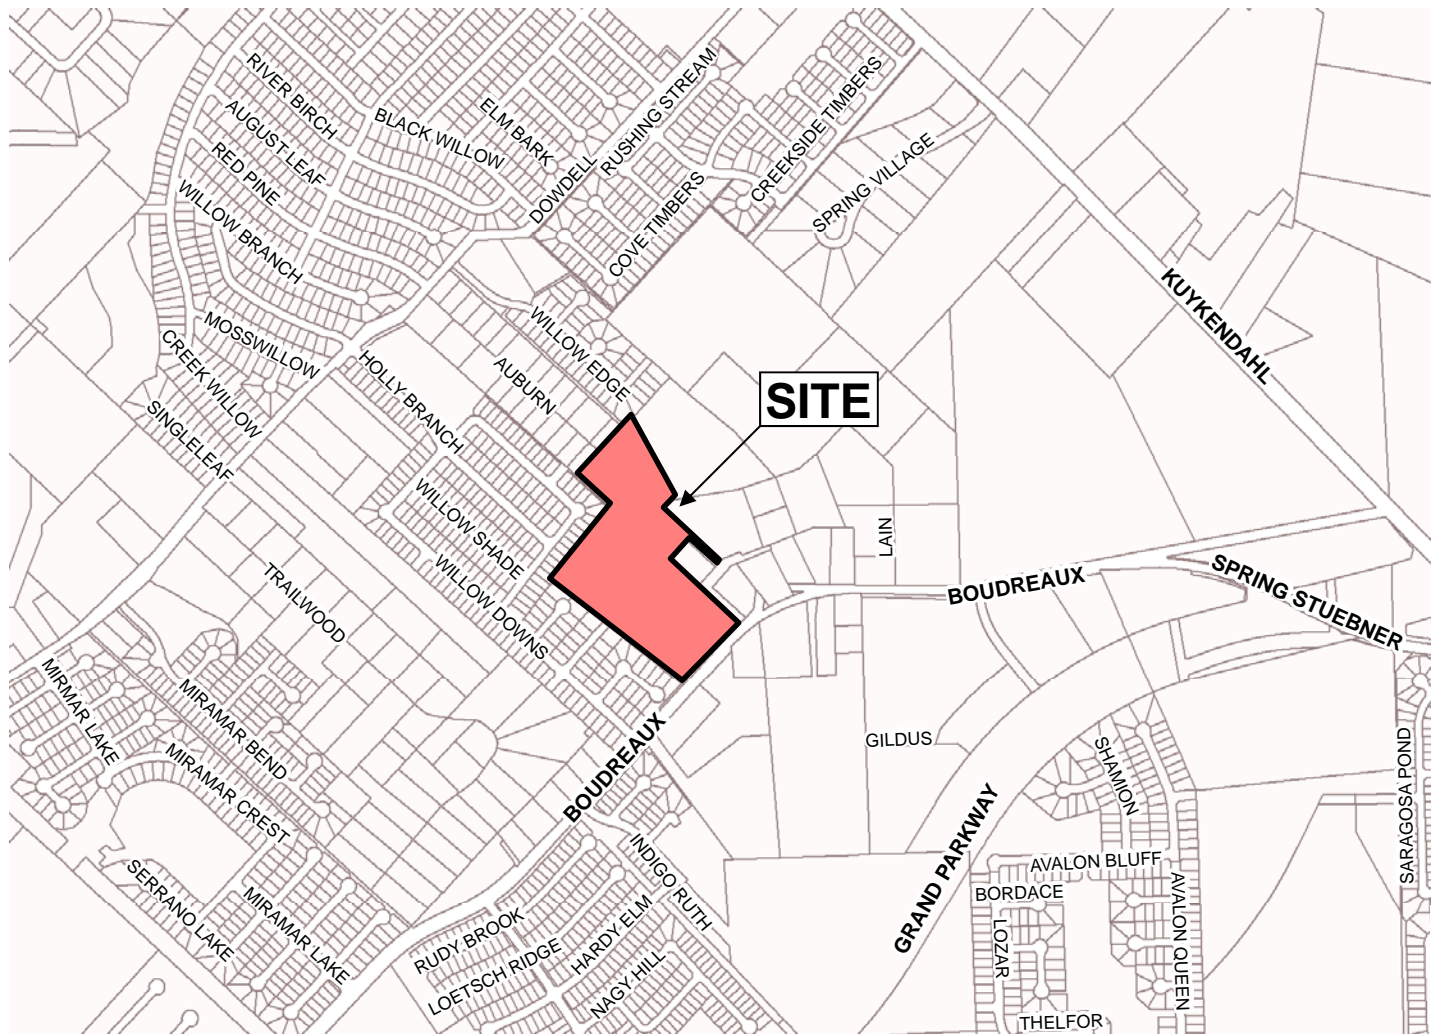 RIVER BIRCH
AUGUST LEAF
RED PINE
WILLOW BRANCH
BLACK WILLOW
ELM BARK
RUSHING STREAM
DOWDELL
CREEKSIDE TIMBERS
COVE TIMBERS
SPRING VILLAGE
KUYKENDAHL
MOSSWILLOW
CREEK WILLOW
SINGLELEAF
HOLLY BRANCH
AUBURN
WILLOW EDGE
SITE
WILLOW SHADE
WILLOW DOWNS
TRAILWOOD
LAIN
BOUDREAUX
SPRING STUEBNER
MIRMAR LAKE
MIRAMAR BEND
MIRAMAR CREST
BOUDREAUX
GILDUS
GRAND PARKWAY
SHAMION
SARAGOSA POND
SERRANO LAKE
MIRAMAR LAKE
INDIGO RUTH
RUDY BROOK
LOETSCH RIDGE
HARDY ELM
NAGY HILL
AVALON BLUFF
BORDACE
LOZAR
AVALON QUEEN
THELFOR